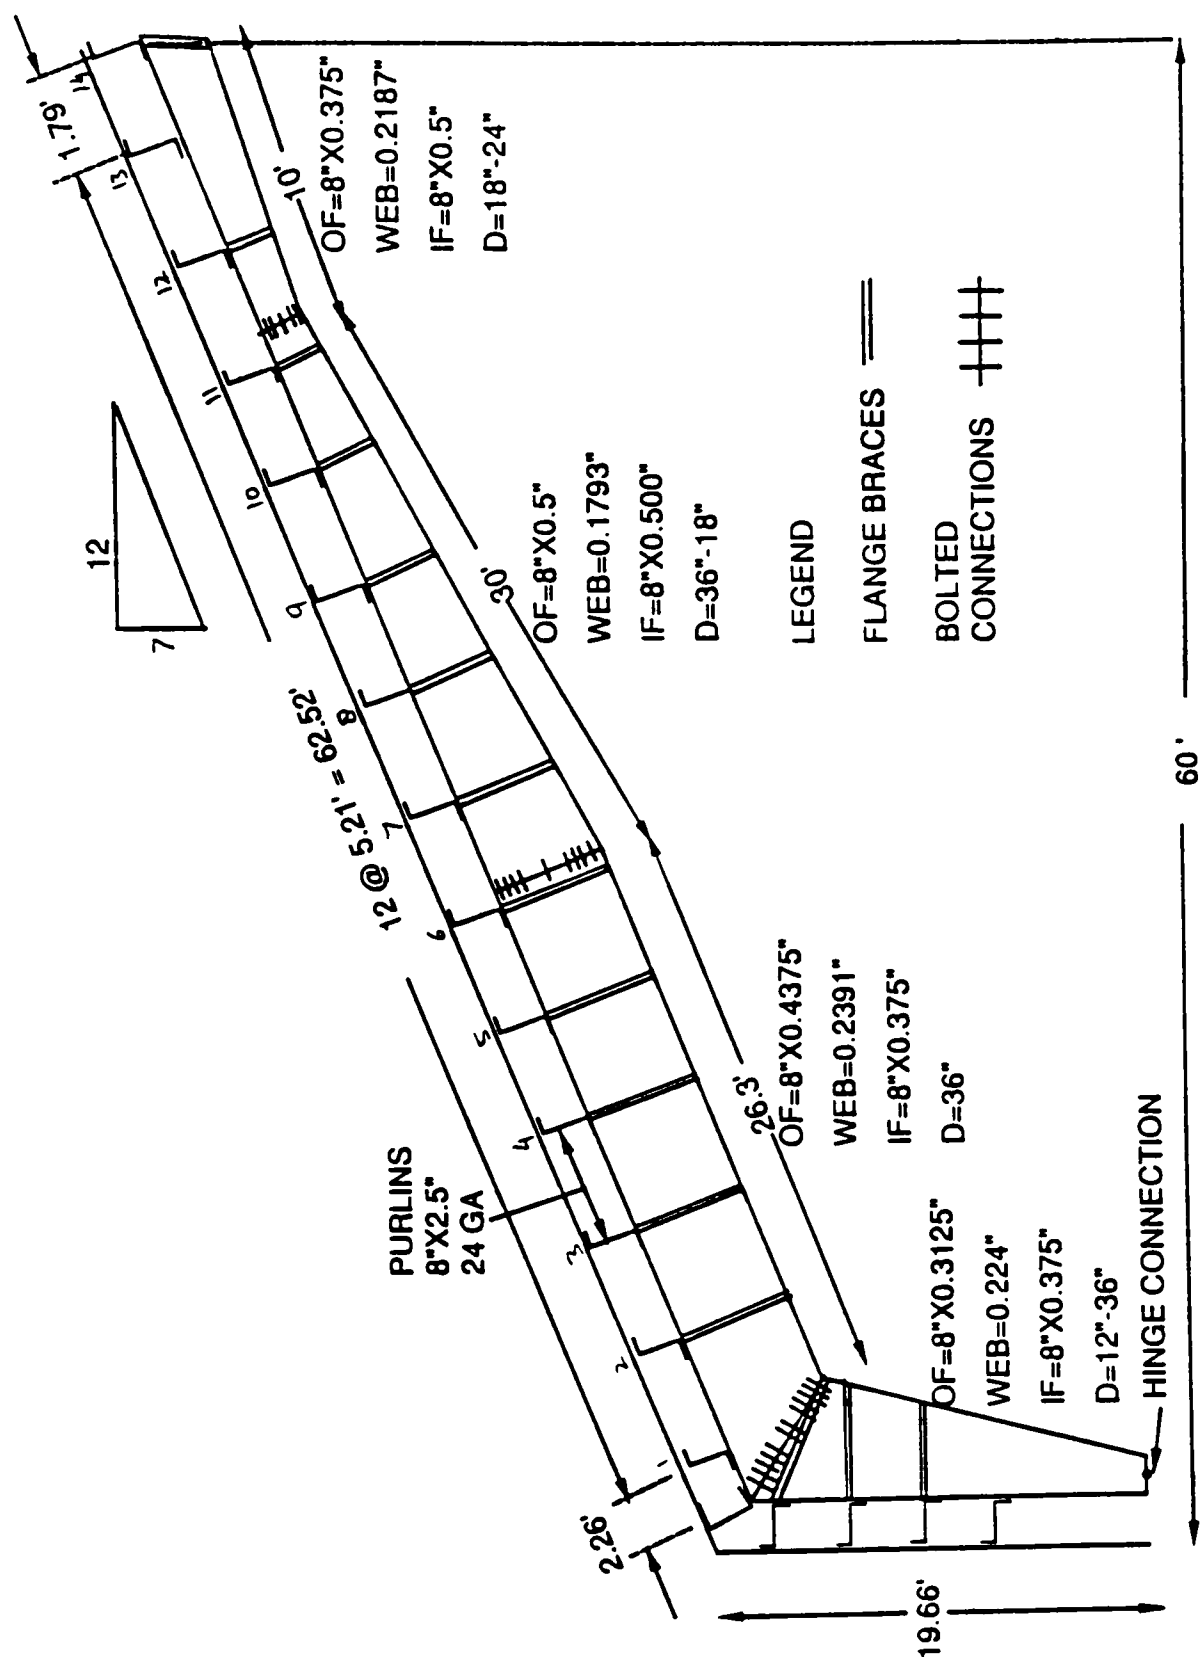 1.79'
14
13
12
11
10
9
8
7
6
5
4
3
2
1
12
7
12 @ 5.21' = 62.52'
10'
OF=8"X0.375"
WEB=0.2187"
IF=8"X0.5"
D=18"-24"
30'
OF=8"X0.5"
WEB=0.1793"
IF=8"X0.500"
D=36"-18"
LEGEND
FLANGE BRACES
BOLTED
CONNECTIONS
PURLINS
8"X2.5"
24 GA
26.3'
OF=8"X0.4375"
WEB=0.2391"
IF=8"X0.375"
D=36"
2.26'
OF=8"X0.3125"
WEB=0.224"
IF=8"X0.375"
D=12"-36"
HINGE CONNECTION
19.66'
60'